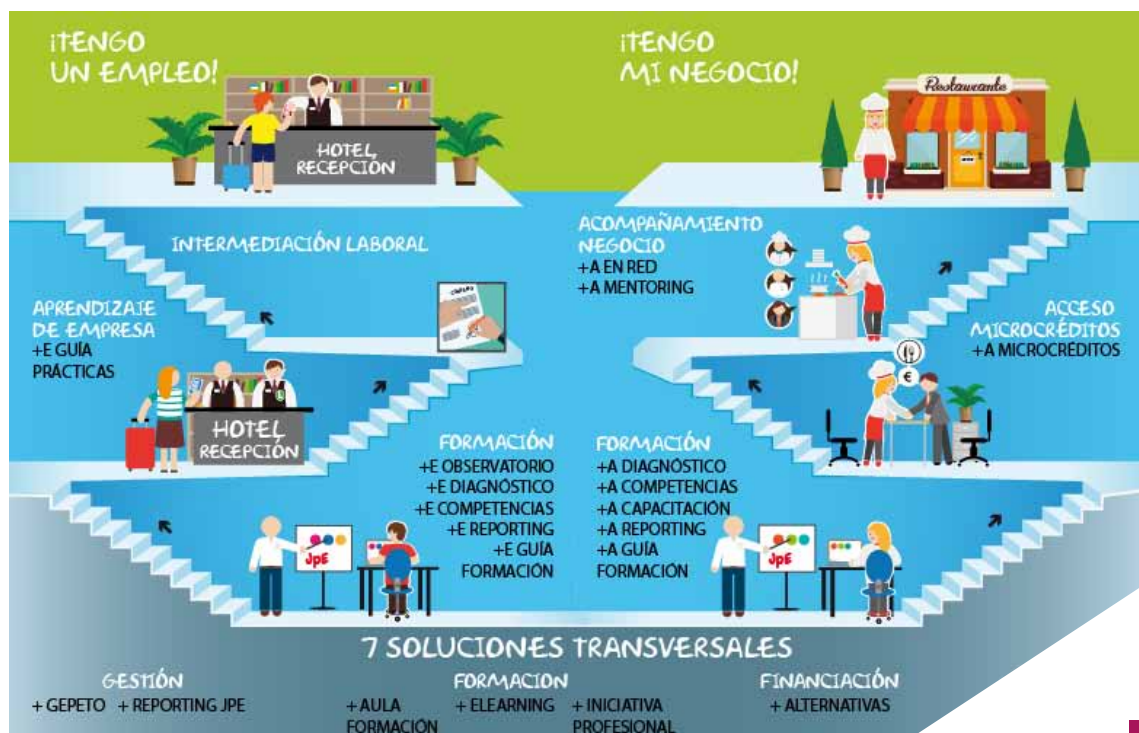 ¡TENGO
UN EMPLEO!
¡TENGO
MI NEGOCIO!
Restaurante
HOTEL
RECEPCIÓN
INTERMEDIACIÓN LABORAL
ACOMPAÑAMIENTO
NEGOCIO
+A EN RED
+A MENTORING
APRENDIZAJE
DE EMPRESA
+E GUÍA
PRÁCTICAS
ACCESO
MICROCRÉDITOS
+A MICROCRÉDITOS
€
L
HOTEL
RECEPCIÓN
FORMACIÓN
+E OBSERVATORIO
+E DIAGNÓSTICO
+E COMPETENCIAS
+E REPORTING
+E GUÍA
FORMACIÓN
FORMACIÓN
+A DIAGNÓSTICO
+A COMPETENCIAS
+A CAPACITACIÓN
+A REPORTING
+A GUÍA
FORMACIÓN
JpE
JpE
7 SOLUCIONES TRANSVERSALES
GESTIÓN
+ GEPETO + REPORTING JPE
FORMACION
+ AULA
FORMACIÓN
+ ELEARNING
+ INICIATIVA
PROFESIONAL
FINANCIACIÓN
+ ALTERNATIVAS